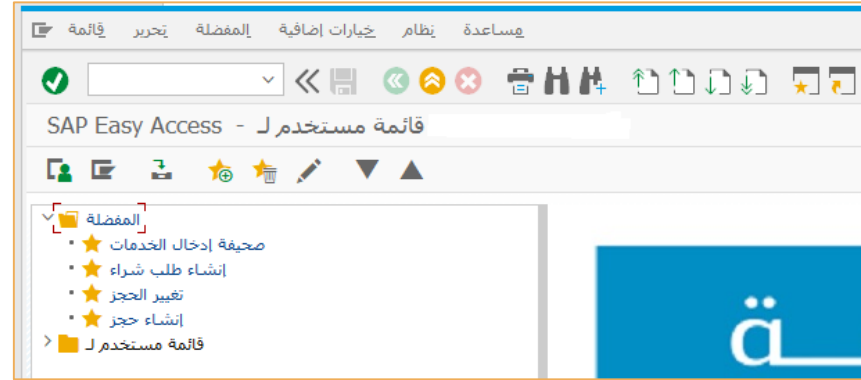 قائمة تحرير المفضلة خيارات إضافية نظام مساعدة
SAP Easy Access - قائمة مستخدم لـ
المفضلة
صحيفة إدخال الخدمات
إنشاء طلب شراء
تغيير الحجز
إنشاء حجز
قائمة مستخدم لـ
ـة